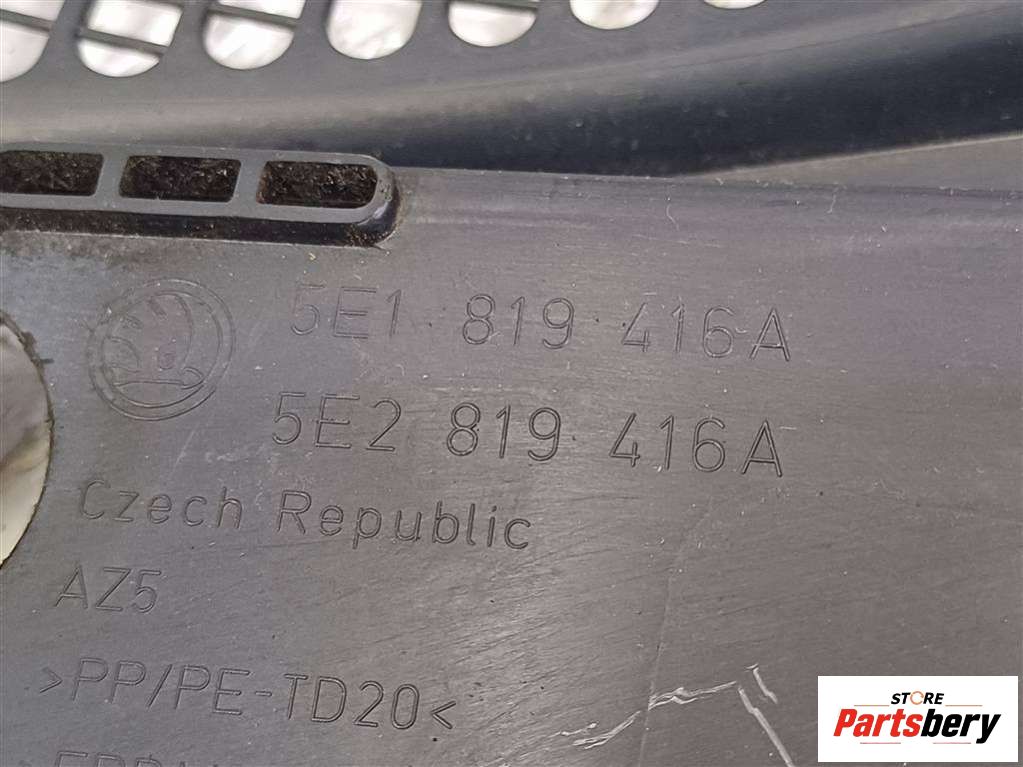 5E1 819 416A
5E2 819 416A
Czech Republic
AZ5
>PP/PE-TD20<
STORE
Partsbery